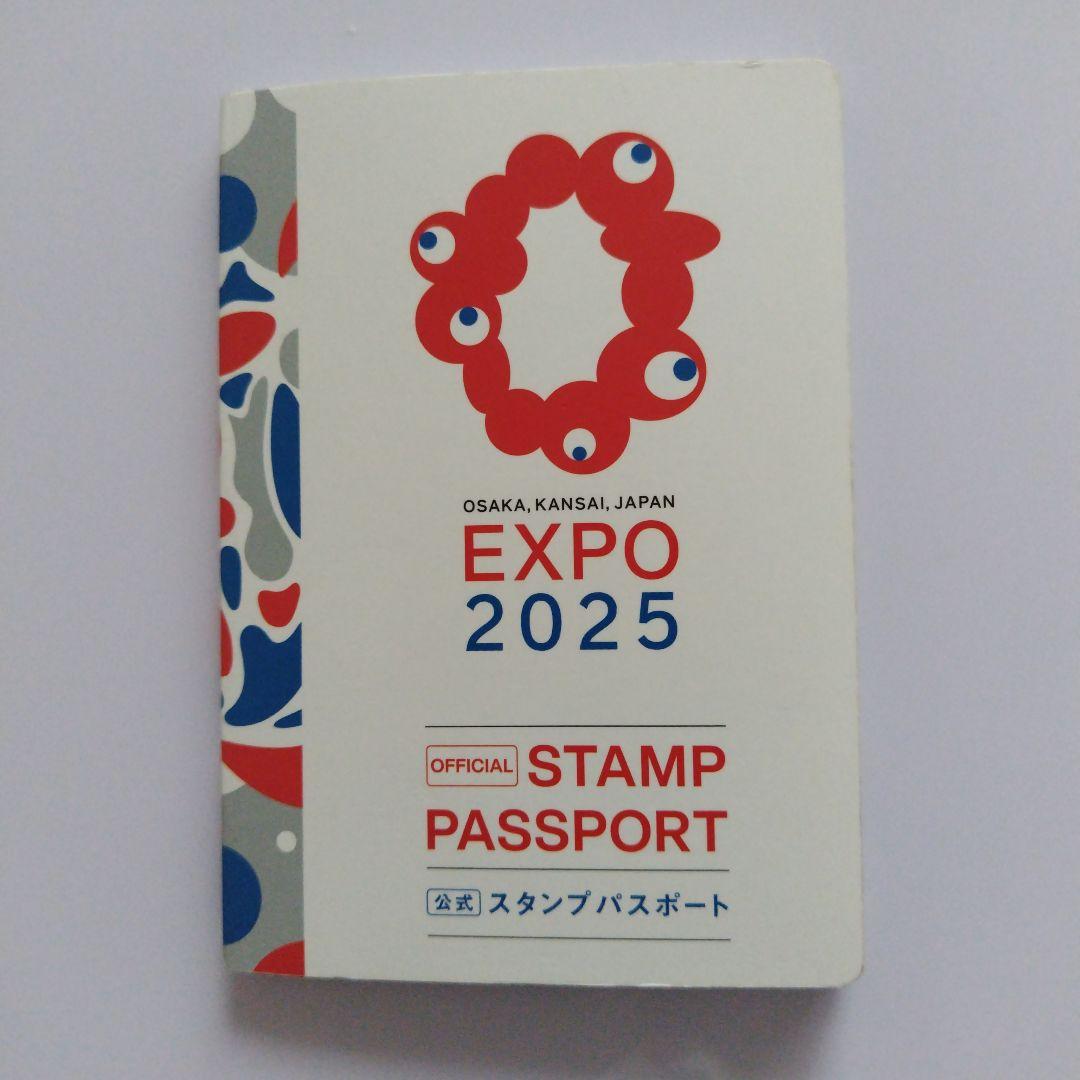 OSAKA, KANSAI, JAPAN
EXPO
2025
OFFICIAL STAMP
PASSPORT
公式 スタンプパスポート